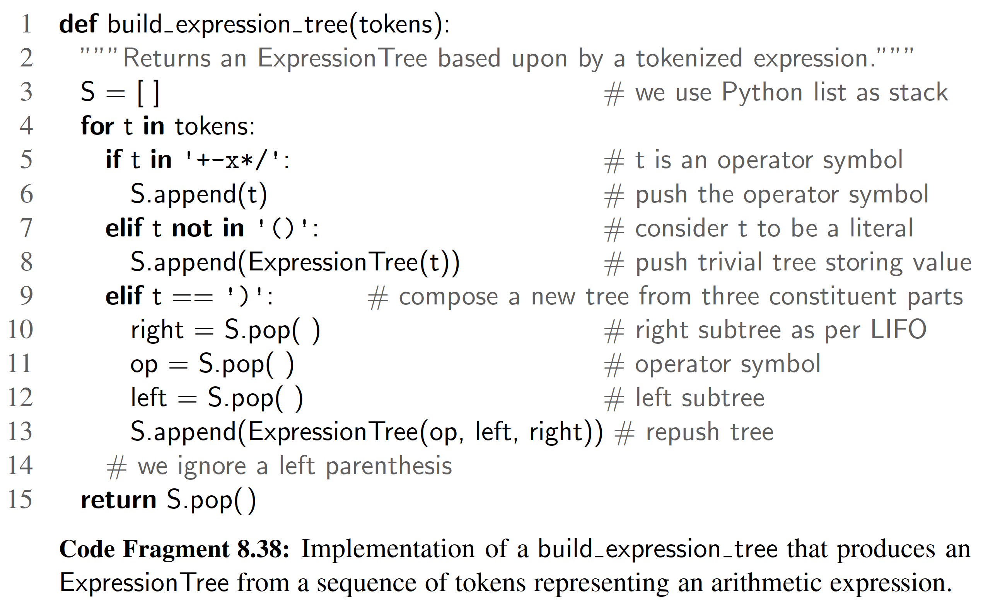 1 def build_expression_tree(tokens):
2 """Returns an ExpressionTree based upon by a tokenized expression."""
3 S = [ ] # we use Python list as stack
4 for t in tokens:
5 if t in '+-x*/': # t is an operator symbol
6 S.append(t) # push the operator symbol
7 elif t not in '()': # consider t to be a literal
8 S.append(ExpressionTree(t)) # push trivial tree storing value
9 elif t == ')': # compose a new tree from three constituent parts
10 right = S.pop( ) # right subtree as per LIFO
11 op = S.pop( ) # operator symbol
12 left = S.pop( ) # left subtree
13 S.append(ExpressionTree(op, left, right)) # repush tree
14 # we ignore a left parenthesis
15 return S.pop()
Code Fragment 8.38: Implementation of a build_expression_tree that produces an
ExpressionTree from a sequence of tokens representing an arithmetic expression.